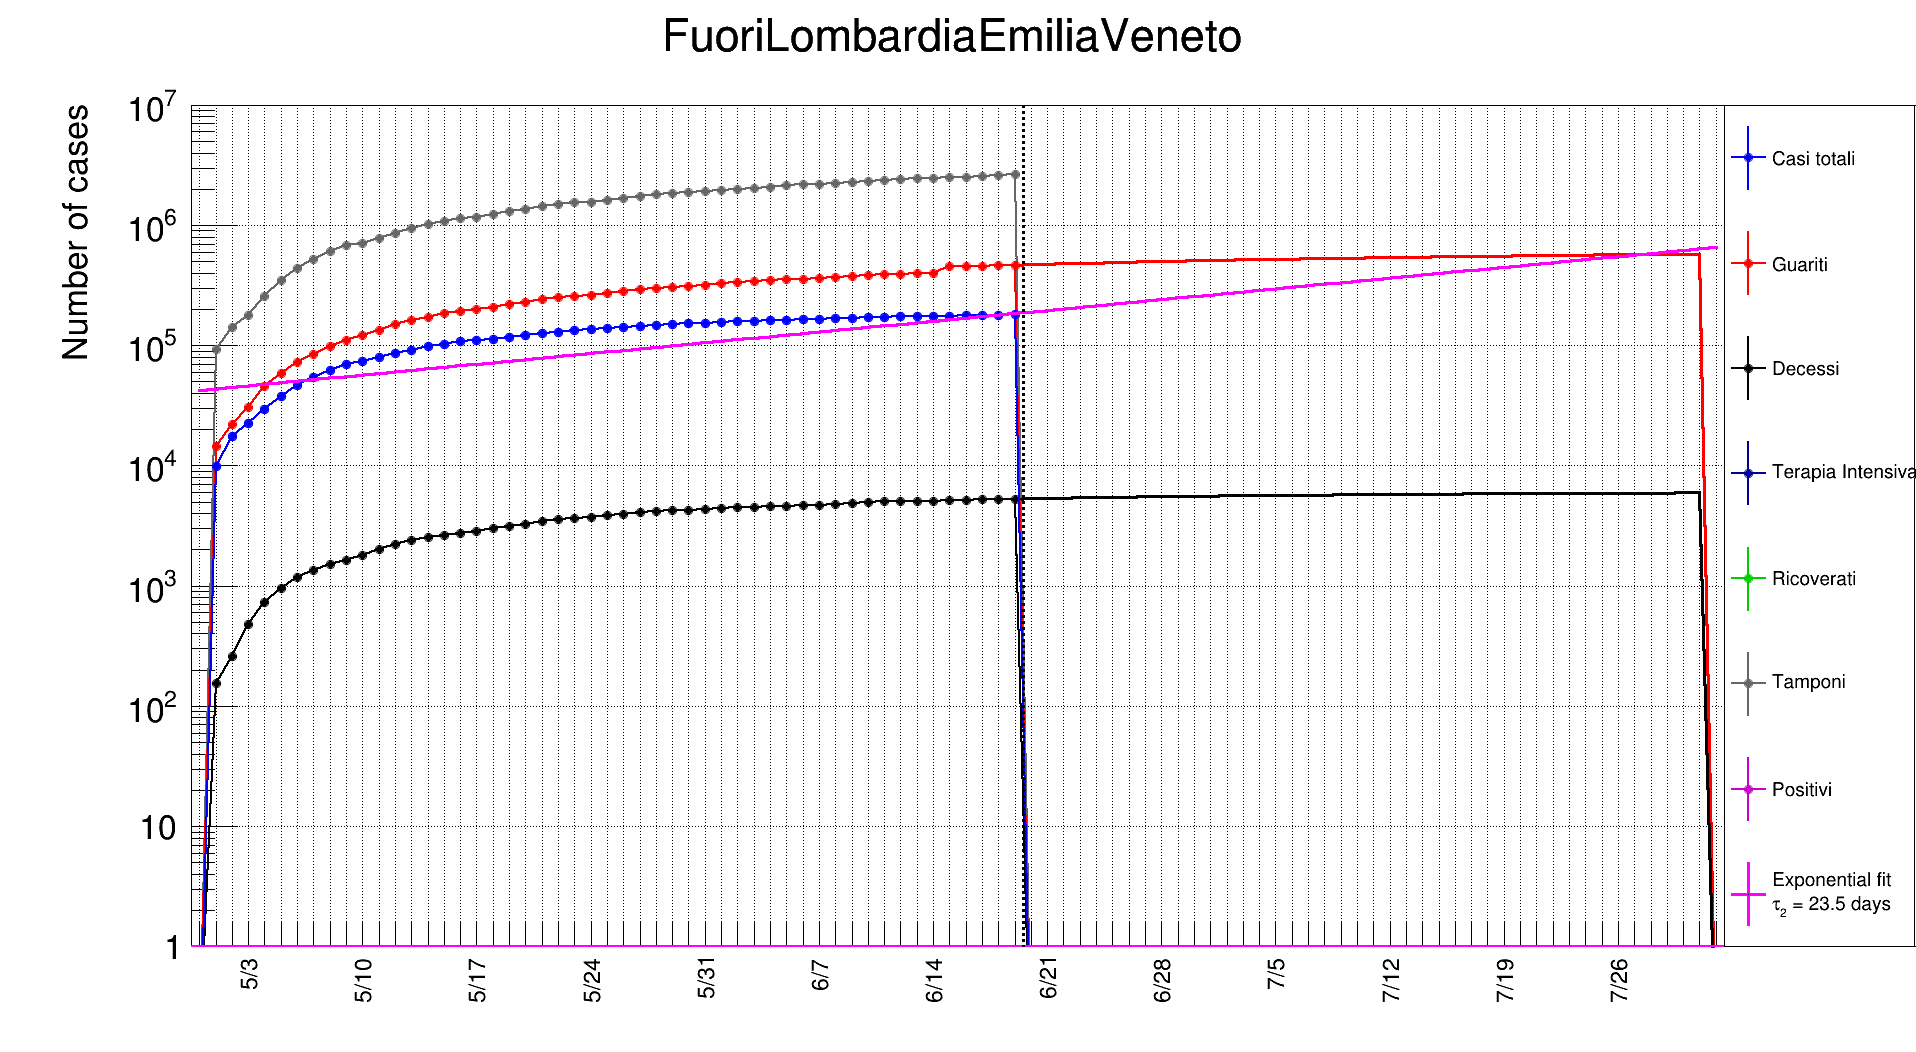 FuoriLombardiaEmiliaVeneto
Number of cases
10^7
10^6
10^5
10^4
10^3
10^2
10
1
5/3
5/10
5/17
5/24
5/31
6/7
6/14
6/21
6/28
7/5
7/12
7/19
7/26
Casi totali
Guariti
Decessi
Terapia Intensiva
Ricoverati
Tamponi
Positivi
Exponential fit
τ_2 = 23.5 days